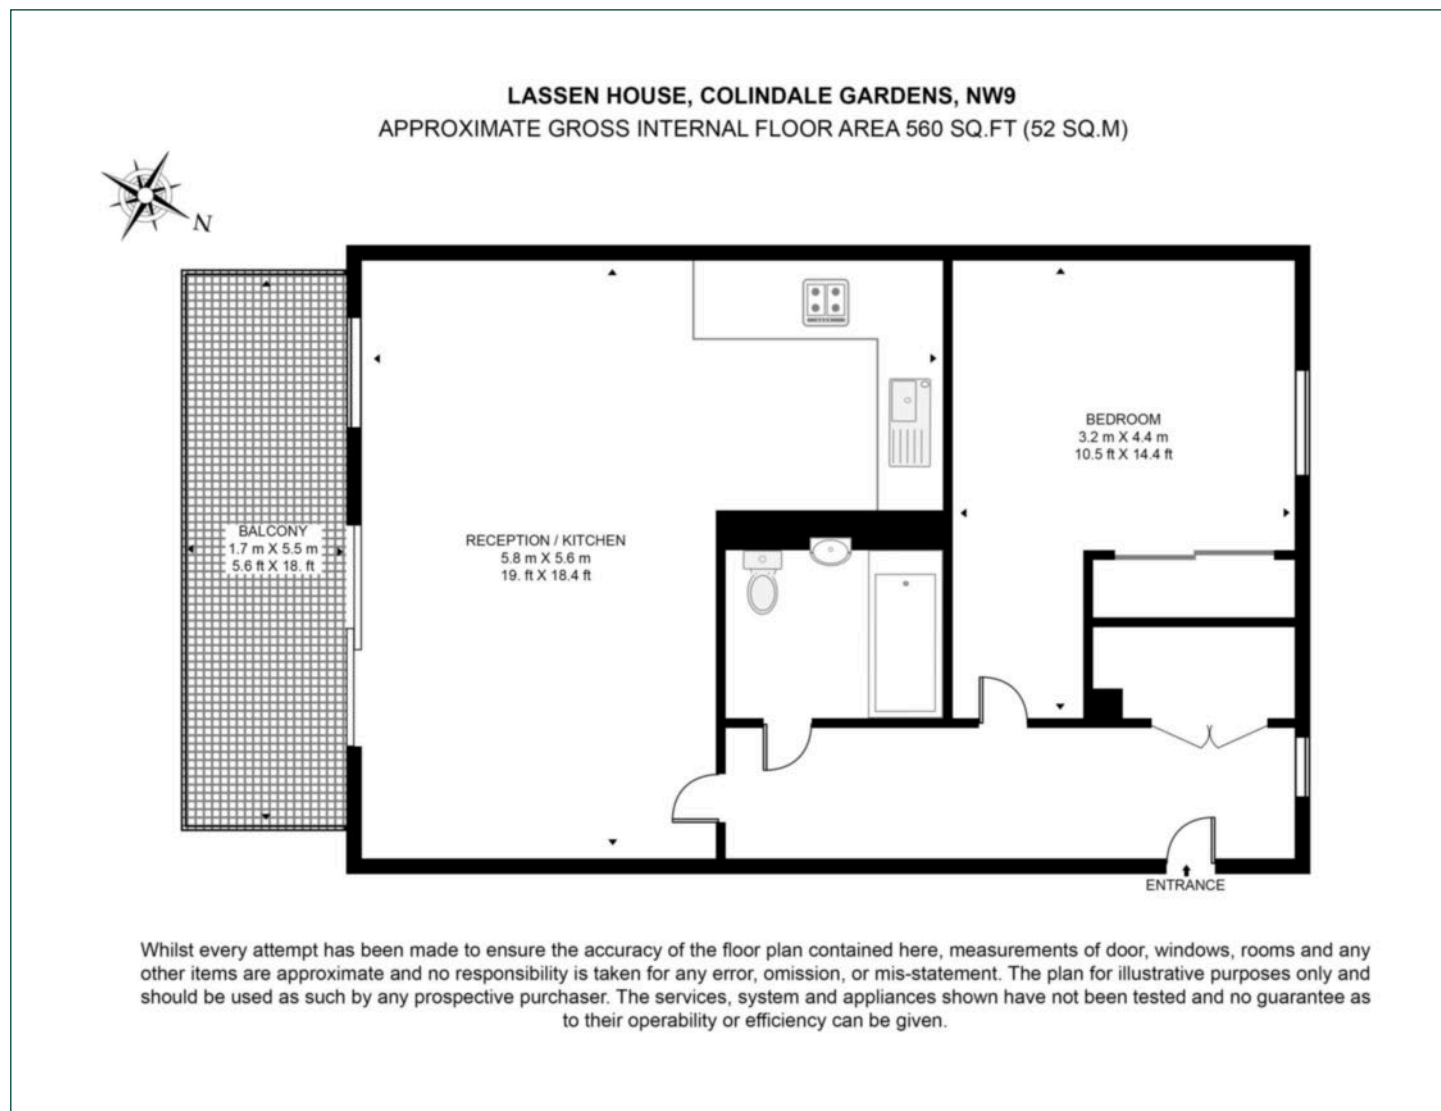 LASSEN HOUSE, COLINDALE GARDENS, NW9
APPROXIMATE GROSS INTERNAL FLOOR AREA 560 SQ.FT (52 SQ.M)
N
BEDROOM
3.2 m X 4.4 m
10.5 ft X 14.4 ft
BALCONY
1.7 m X 5.5 m
5.6 ft X 18. ft
RECEPTION / KITCHEN
5.8 m X 5.6 m
19. ft X 18.4 ft
ENTRANCE
Whilst every attempt has been made to ensure the accuracy of the floor plan contained here, measurements of door, windows, rooms and any
other items are approximate and no responsibility is taken for any error, omission, or mis-statement. The plan for illustrative purposes only and
should be used as such by any prospective purchaser. The services, system and appliances shown have not been tested and no guarantee as
to their operability or efficiency can be given.